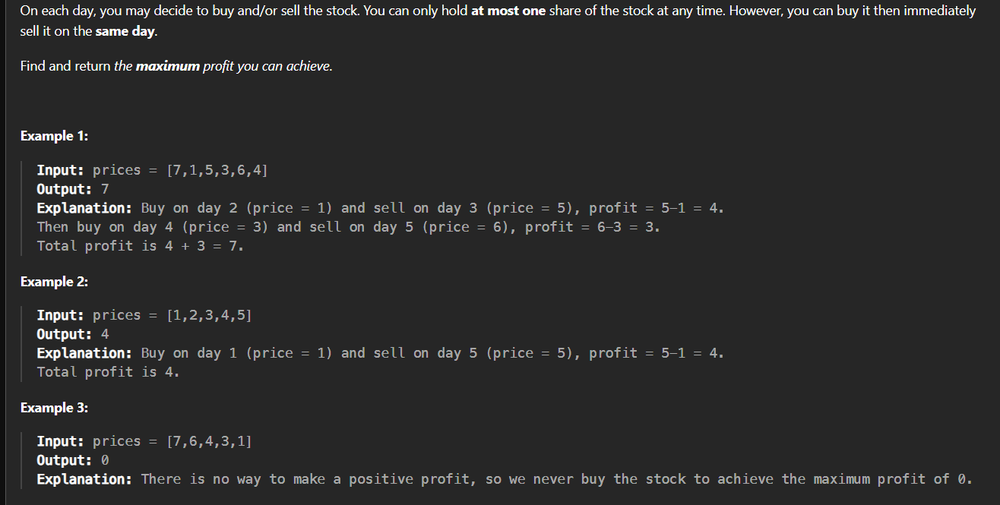 On each day, you may decide to buy and/or sell the stock. You can only hold at most one share of the stock at any time. However, you can buy it then immediately
sell it on the same day.
Find and return the maximum profit you can achieve.
Example 1:
Input: prices = [7,1,5,3,6,4]
Output: 7
Explanation: Buy on day 2 (price = 1) and sell on day 3 (price = 5), profit = 5-1 = 4.
Then buy on day 4 (price = 3) and sell on day 5 (price = 6), profit = 6-3 = 3.
Total profit is 4 + 3 = 7.
Example 2:
Input: prices = [1,2,3,4,5]
Output: 4
Explanation: Buy on day 1 (price = 1) and sell on day 5 (price = 5), profit = 5-1 = 4.
Total profit is 4.
Example 3:
Input: prices = [7,6,4,3,1]
Output: 0
Explanation: There is no way to make a positive profit, so we never buy the stock to achieve the maximum profit of 0.